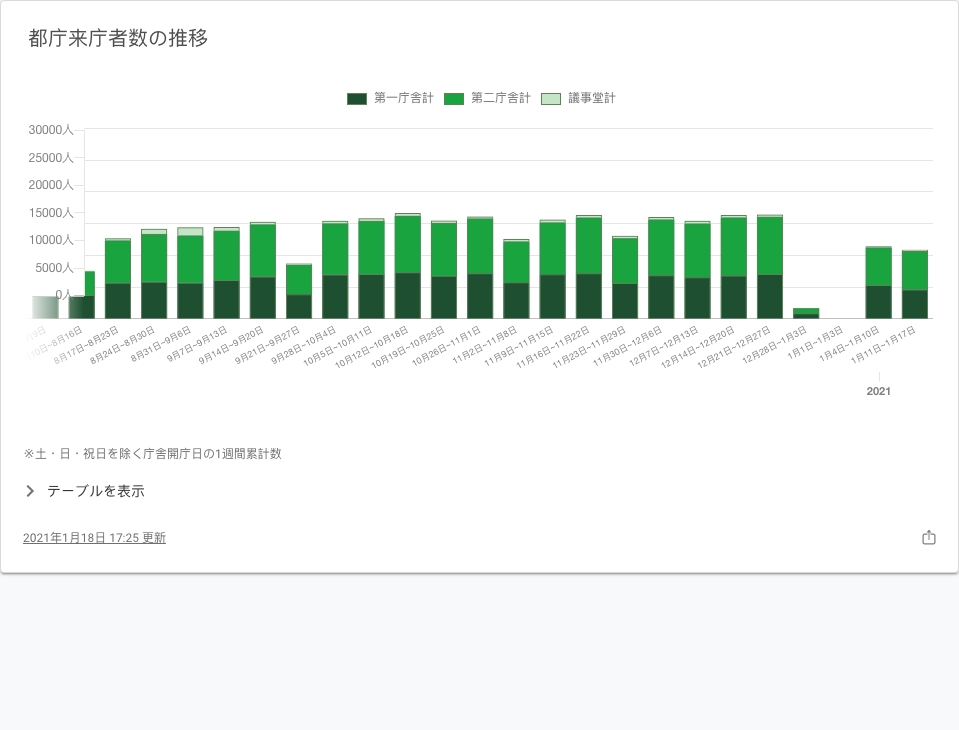 都庁来庁者数の推移
第一庁舎計 第二庁舎計 議事堂計
30000人
25000人
20000人
15000人
10000人
5000人
0人
8月17日~8月23日
8月24日~8月30日
8月31日~9月6日
9月7日~9月13日
9月14日~9月20日
9月21日~9月27日
9月28日~10月4日
10月5日~10月11日
10月12日~10月18日
10月19日~10月25日
10月26日~11月1日
11月2日~11月8日
11月9日~11月15日
11月16日~11月22日
11月23日~11月29日
11月30日~12月6日
12月7日~12月13日
12月14日~12月20日
12月21日~12月27日
12月28日~1月3日
1月1日~1月3日
1月4日~1月10日
1月11日~1月17日
2021
※土・日・祝日を除く庁舎開庁日の1週間累計数
テーブルを表示
2021年1月18日 17:25 更新